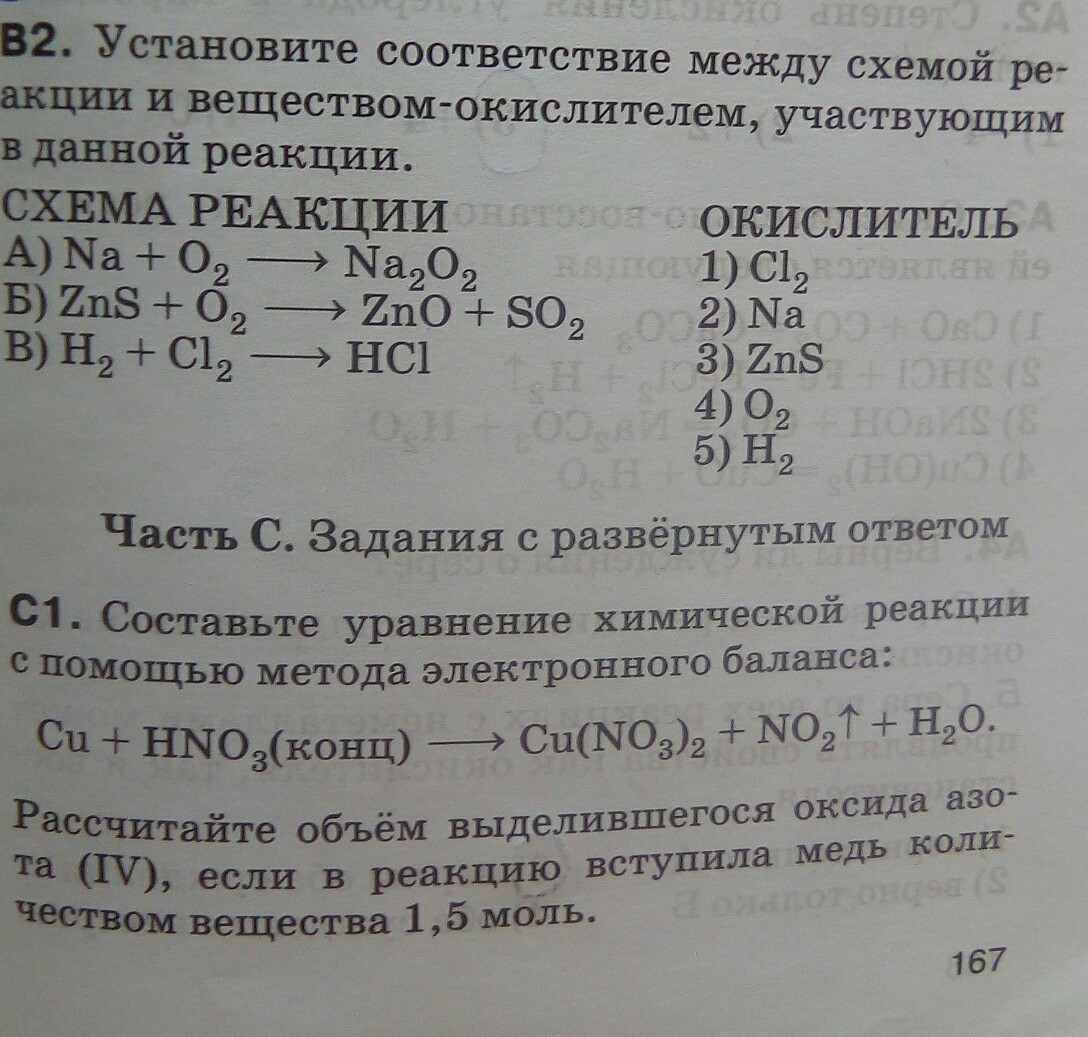 B2. Установите соответствие между схемой ре-
акции и веществом-окислителем, участвующим
в данной реакции.
СХЕМА РЕАКЦИИ ОКИСЛИТЕЛЬ
А) Na + O₂ ⟶ Na₂O₂ 1) Cl₂
Б) ZnS + O₂ ⟶ ZnO + SO₂ 2) Na
В) H₂ + Cl₂ ⟶ HCl 3) ZnS
4) O₂
5) H₂
Часть С. Задания с развёрнутым ответом
C1. Составьте уравнение химической реакции
с помощью метода электронного баланса:
Cu + HNO₃(конц) ⟶ Cu(NO₃)₂ + NO₂↑ + H₂O.
Рассчитайте объём выделившегося оксида азо-
та (IV), если в реакцию вступила медь коли-
чеством вещества 1,5 моль.
167